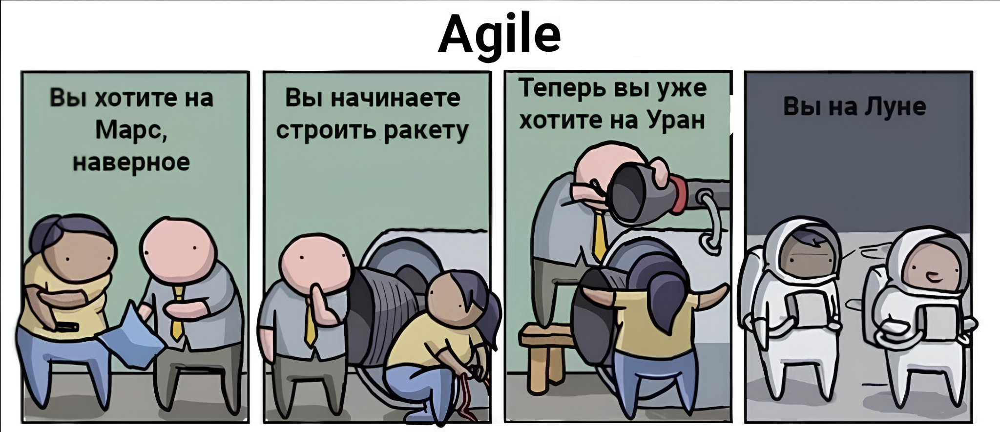 Agile
Вы хотите на
Марс,
наверное
Вы начинаете
строить ракету
Теперь вы уже
хотите на Уран
Вы на Луне